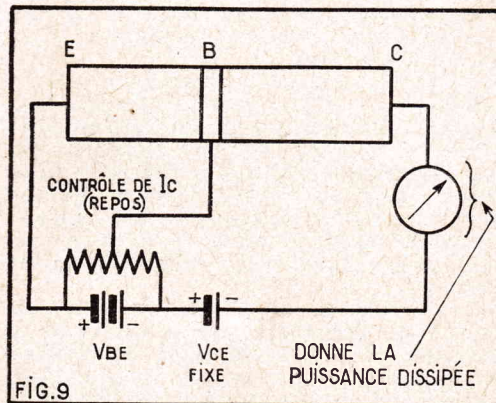 E B C
CONTRÔLE DE IC
(REPOS)
+ - + -
VBE VCE
FIXE
DONNE LA
PUISSANCE DISSIPÉE
FIG.9